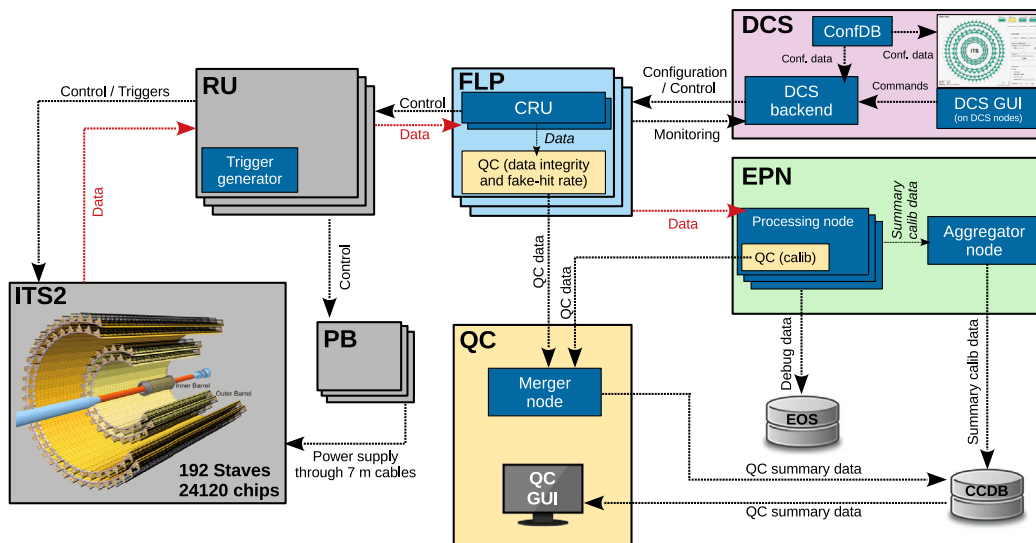 DCS
ConfDB
Conf. data
Conf. data
ITS
DCS
backend
Commands
DCS GUI
(on DCS nodes)
Configuration
/ Control
Monitoring
FLP
CRU
Data
QC (data integrity
and fake-hit rate)
Control
Data
RU
Trigger
generator
Control / Triggers
Data
Control
ITS2
Inner Barrel
Outer Barrel
192 Staves
24120 chips
PB
Power supply
through 7 m cables
EPN
Data
Processing node
QC (calib)
Summary
calib data
Aggregator
node
QC data
QC data
Debug data
Summary calib data
QC
Merger
node
EOS
QC summary data
CCDB
QC
GUI
QC summary data